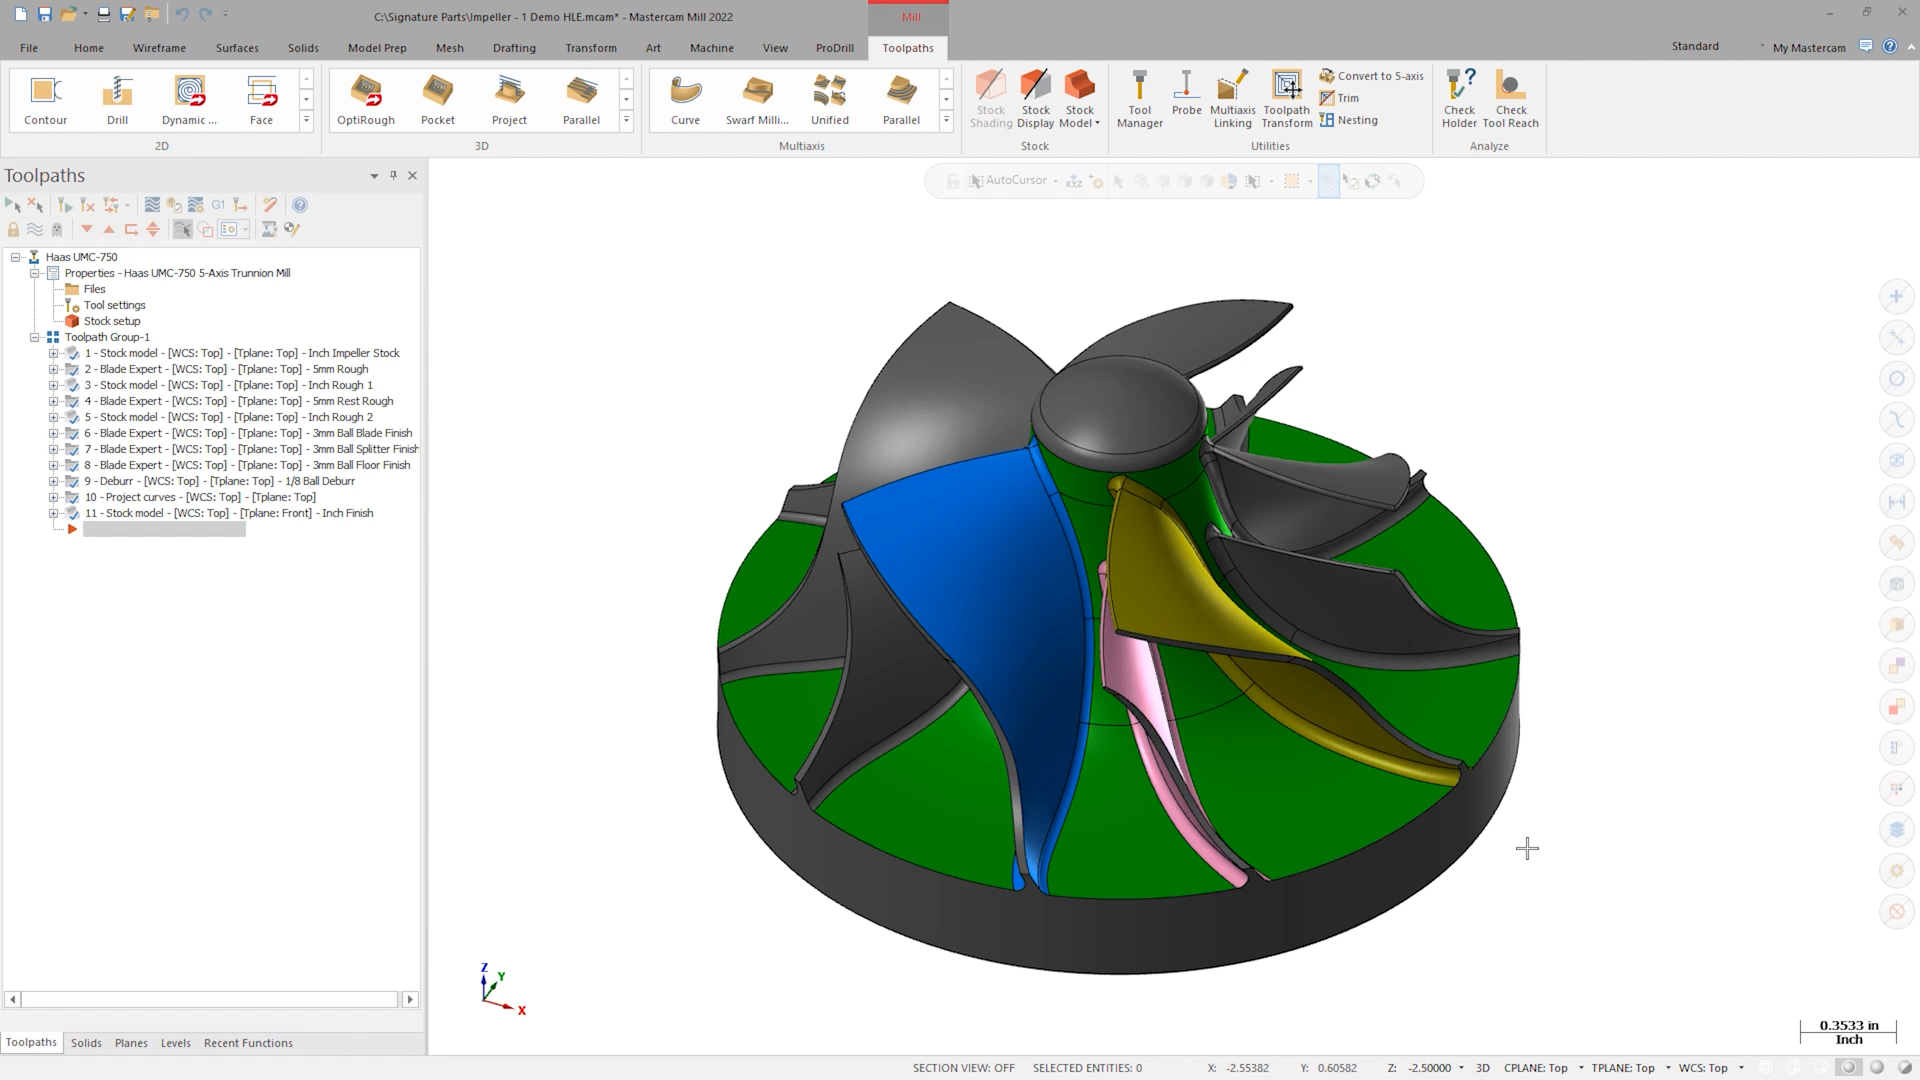 C:\Signature Parts\Impeller - 1 Demo HLE.mcam* - Mastercam Mill 2022
Mill
File Home Wireframe Surfaces Solids Model Prep Mesh Drafting Transform Art Machine View ProDrill Toolpaths
Standard
My Mastercam
Contour
Drill
Dynamic ...
Face
2D
OptiRough
Pocket
Project
Parallel
3D
Curve
Swarf Milli...
Unified
Parallel
Multiaxis
Stock Shading
Stock Display
Stock Model
Stock
Tool Manager
Probe
Multiaxis Linking
Toolpath Transform
Convert to 5-axis
Trim
Nesting
Utilities
Check Holder
Check Tool Reach
Analyze
Toolpaths
AutoCursor
G1
Haas UMC-750
Properties - Haas UMC-750 5-Axis Trunnion Mill
Files
Tool settings
Stock setup
Toolpath Group-1
1 - Stock model - [WCS: Top] - [Tplane: Top] - Inch Impeller Stock
2 - Blade Expert - [WCS: Top] - [Tplane: Top] - 5mm Rough
3 - Stock model - [WCS: Top] - [Tplane: Top] - Inch Rough 1
4 - Blade Expert - [WCS: Top] - [Tplane: Top] - 5mm Rest Rough
5 - Stock model - [WCS: Top] - [Tplane: Top] - Inch Rough 2
6 - Blade Expert - [WCS: Top] - [Tplane: Top] - 3mm Ball Blade Finish
7 - Blade Expert - [WCS: Top] - [Tplane: Top] - 3mm Ball Splitter Finish
8 - Blade Expert - [WCS: Top] - [Tplane: Top] - 3mm Ball Floor Finish
9 - Deburr - [WCS: Top] - [Tplane: Top] - 1/8 Ball Deburr
10 - Project curves - [WCS: Top] - [Tplane: Top]
11 - Stock model - [WCS: Top] - [Tplane: Front] - Inch Finish
Z
Y
X
0.3533 in
Inch
Toolpaths Solids Planes Levels Recent Functions
SECTION VIEW: OFF SELECTED ENTITIES: 0 X: -2.55382 Y: 0.60582 Z: -2.50000 3D CPLANE: Top TPLANE: Top WCS: Top